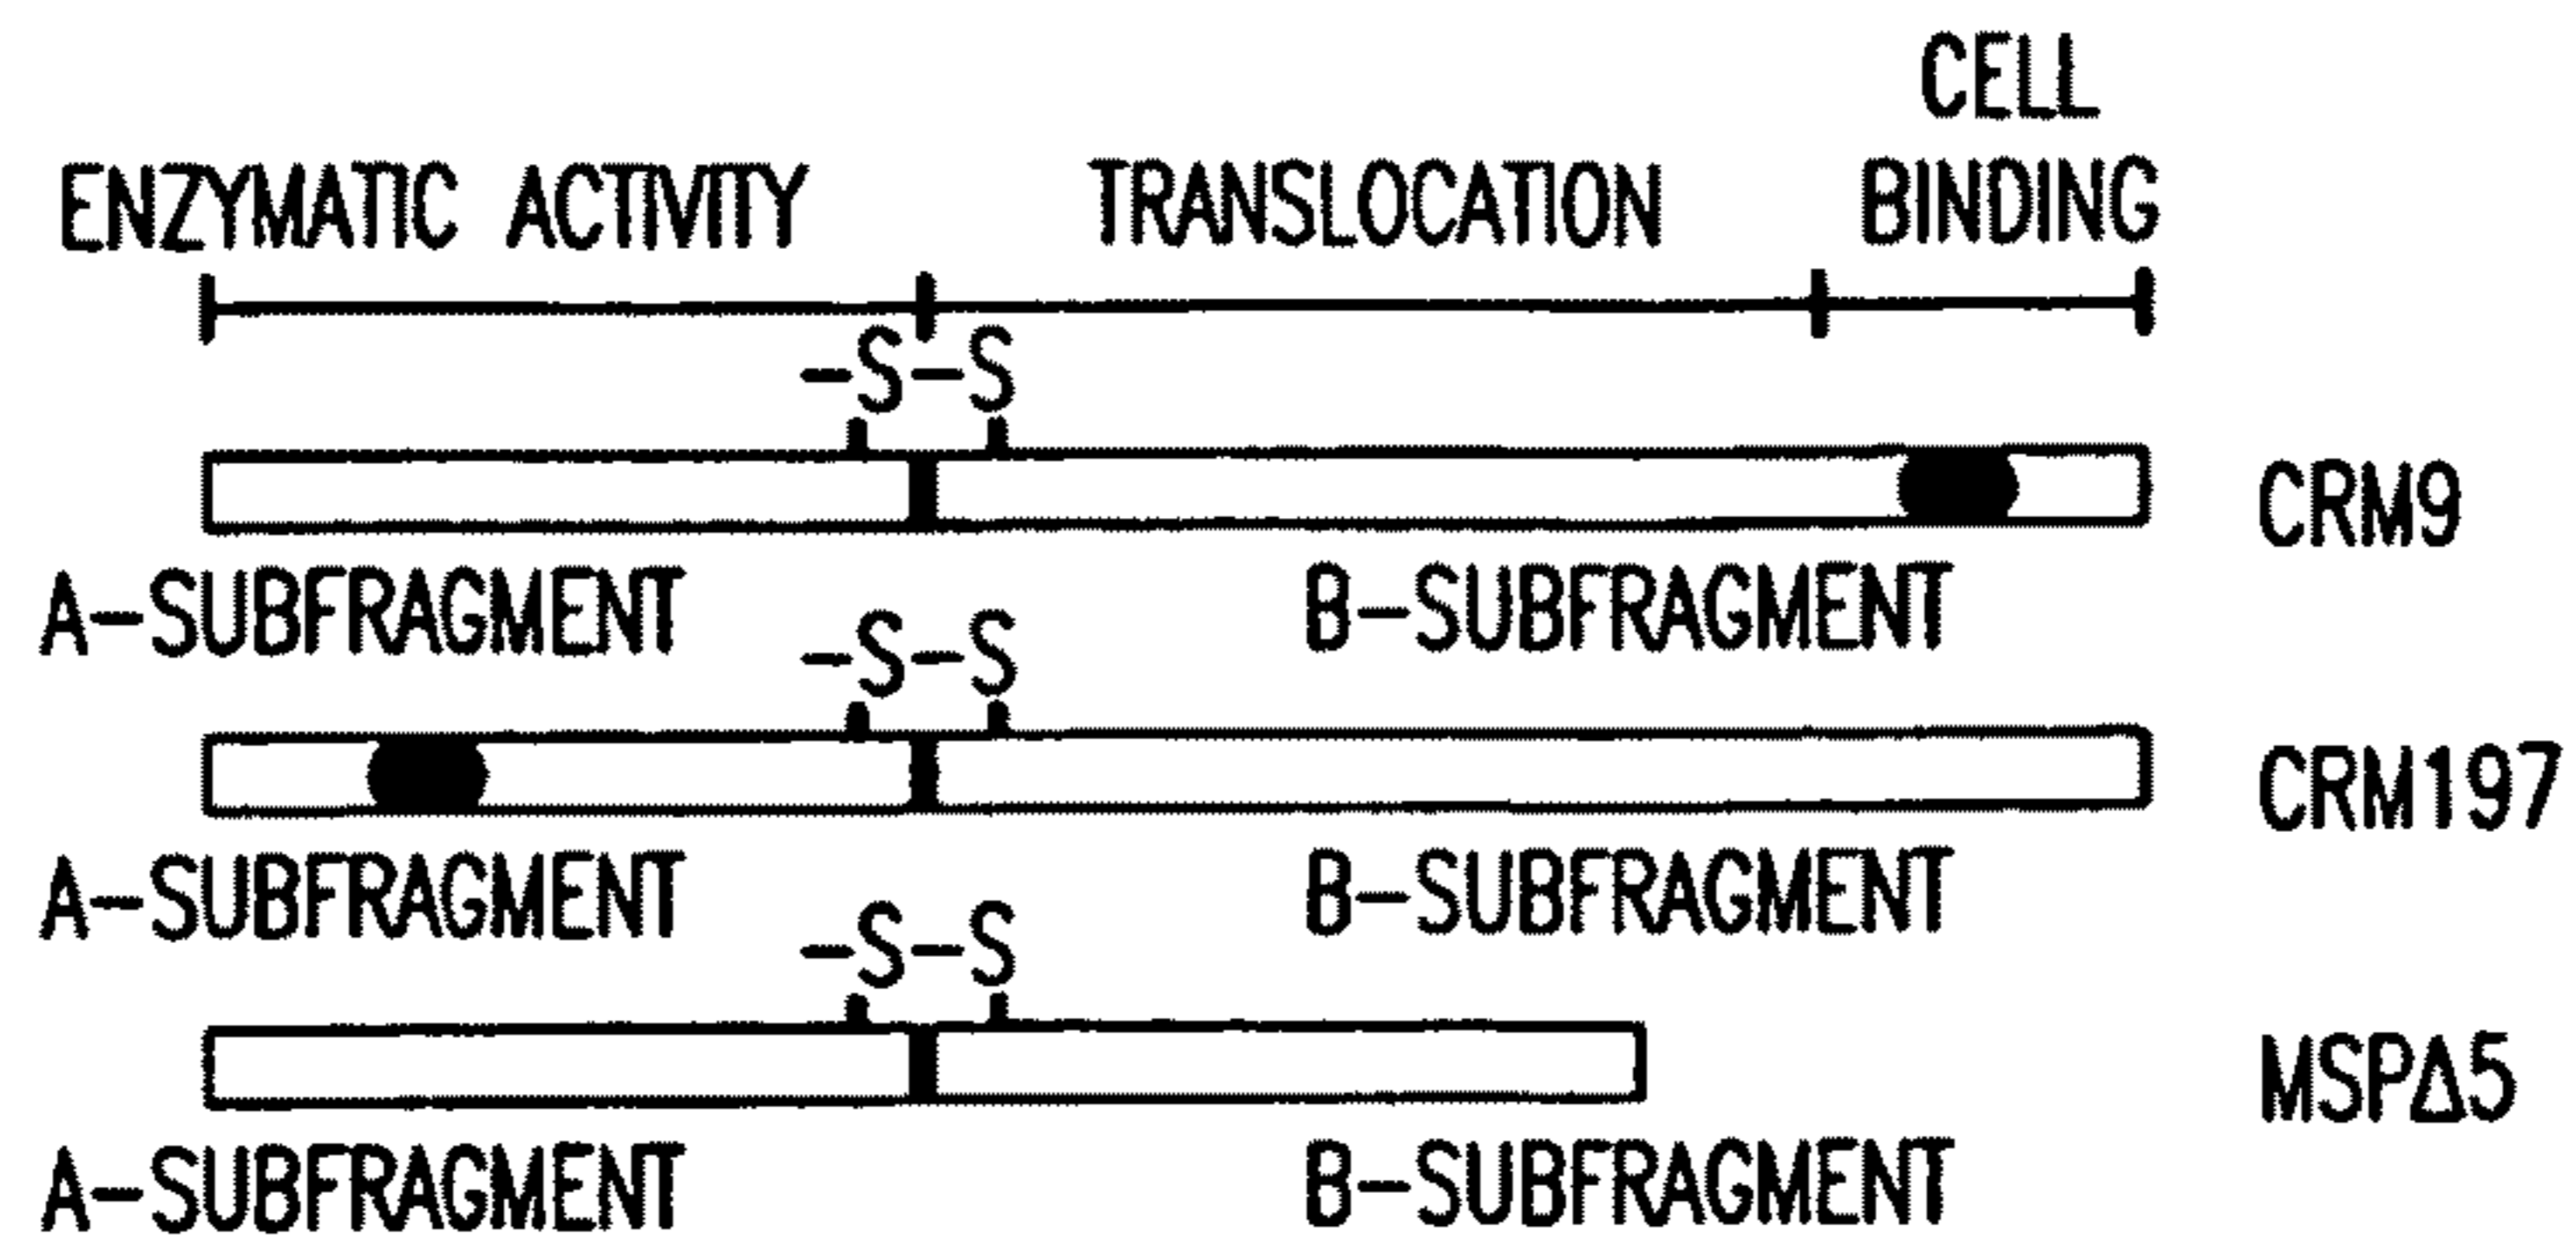 CELL
ENZYMATIC ACTIVITY TRANSLOCATION BINDING
-S-S
CRM9
A-SUBFRAGMENT B-SUBFRAGMENT
-S-S
CRM197
A-SUBFRAGMENT B-SUBFRAGMENT
-S-S
MSPΔ5
A-SUBFRAGMENT B-SUBFRAGMENT